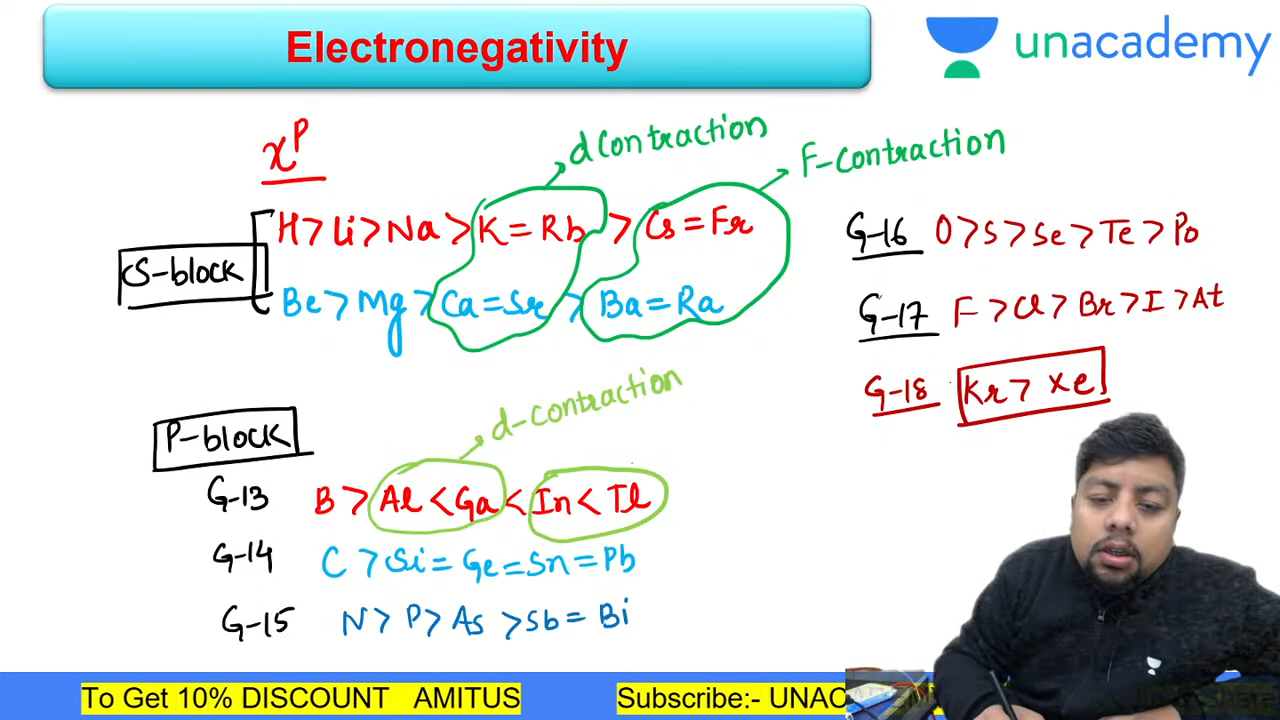 Electronegativity
unacademy
x^P
d contraction
F-contraction
S-block
H > Li > Na > K = Rb > Cs = Fr
Be > Mg > Ca = Sr > Ba = Ra
G-16 O > S > Se > Te > Po
G-17 F > Cl > Br > I > At
G-18 Kr > Xe
d-contraction
P-block
G-13 B > Al < Ga < In < Tl
G-14 C > Si = Ge = Sn = Pb
G-15 N > P > As > Sb = Bi
To Get 10% DISCOUNT AMITUS
Subscribe:- UNAC